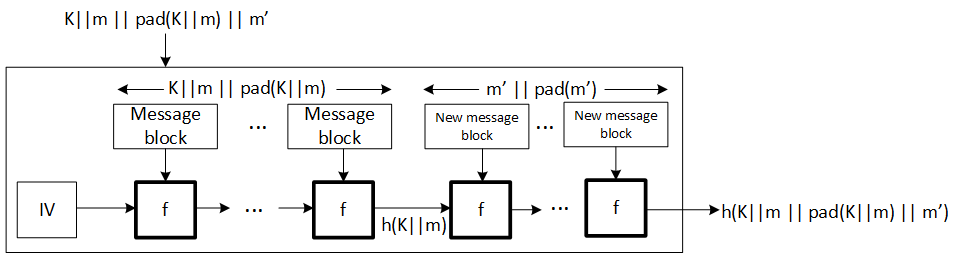 K||m || pad(K||m) || m’
K||m || pad(K||m)
m’ || pad(m’)
Message block
...
Message block
New message block
...
New message block
IV
f
...
f
h(K||m)
f
...
f
h(K||m || pad(K||m) || m’)